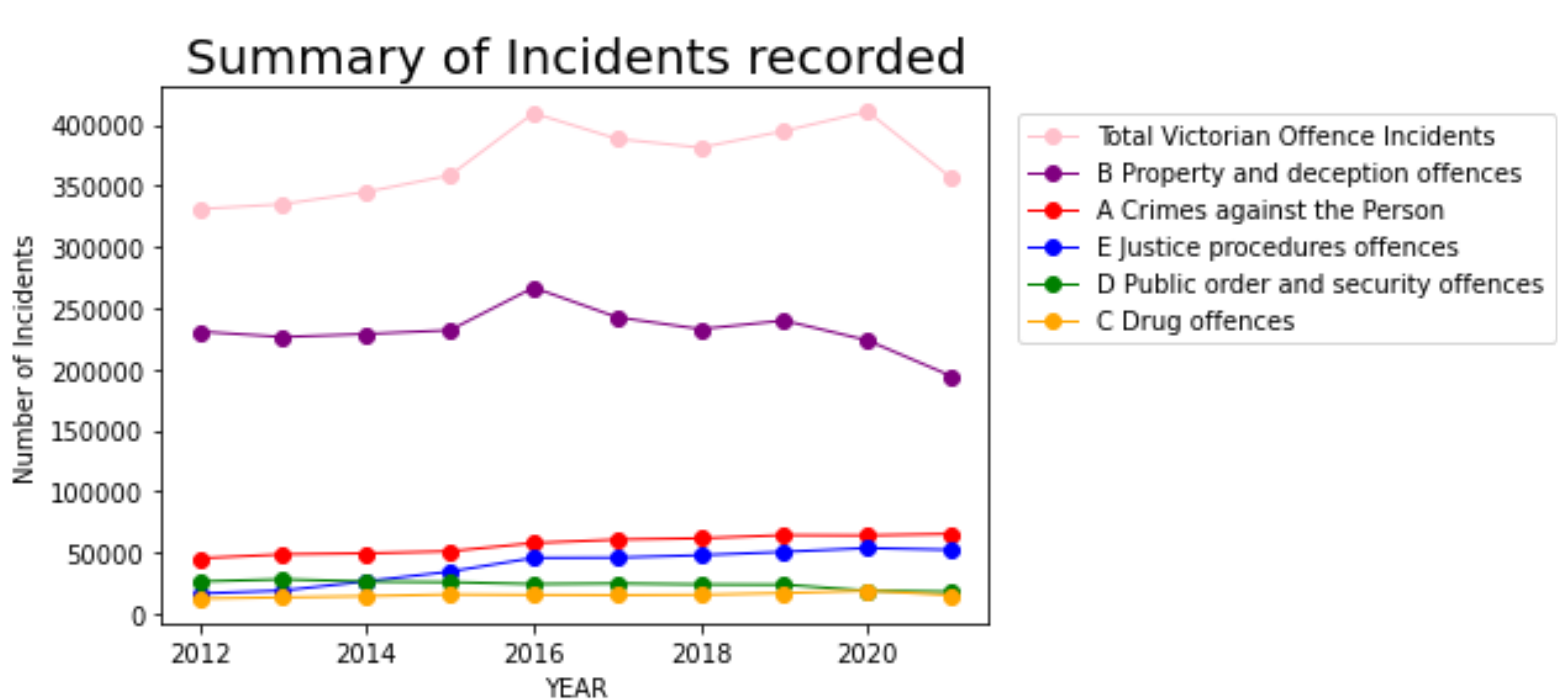 Summary of Incidents recorded
400000
350000
300000
250000
200000
150000
100000
50000
0
Number of Incidents
2012 2014 2016 2018 2020
YEAR
Total Victorian Offence Incidents
B Property and deception offences
A Crimes against the Person
E Justice procedures offences
D Public order and security offences
C Drug offences